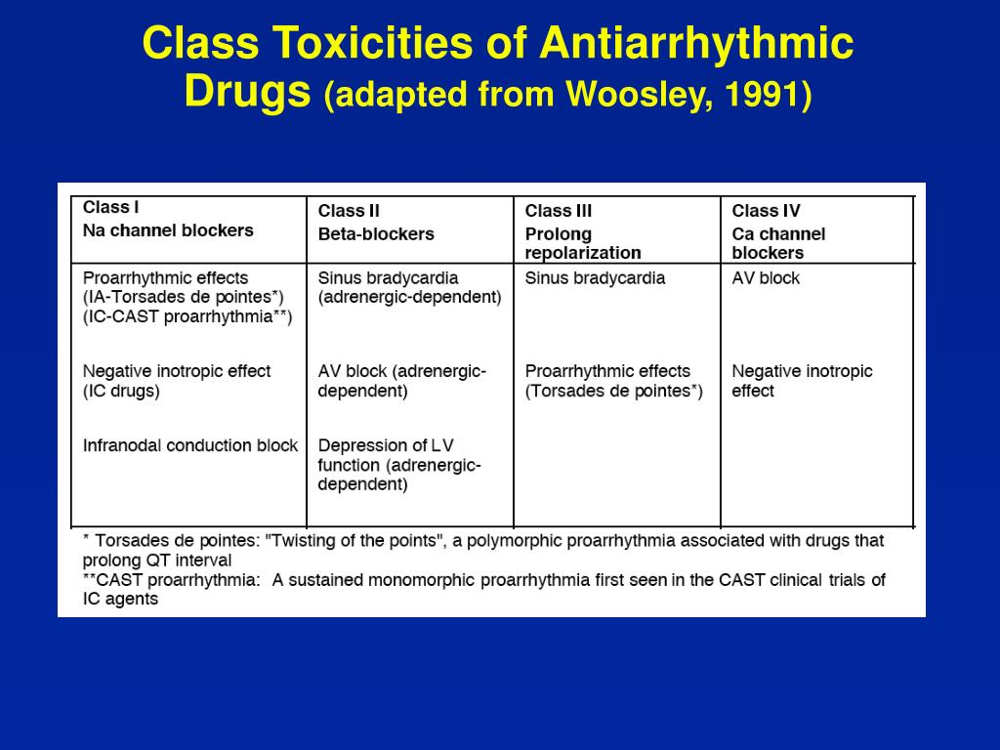 Class Toxicities of Antiarrhythmic
Drugs (adapted from Woosley, 1991)
Class I
Na channel blockers
Class II
Beta-blockers
Class III
Prolong
repolarization
Class IV
Ca channel
blockers
Proarrhythmic effects
(IA-Torsades de pointes*)
(IC-CAST proarrhythmia**)
Sinus bradycardia
(adrenergic-dependent)
Sinus bradycardia
AV block
Negative inotropic effect
(IC drugs)
AV block (adrenergic-
dependent)
Proarrhythmic effects
(Torsades de pointes*)
Negative inotropic
effect
Infranodal conduction block
Depression of LV
function (adrenergic-
dependent)
* Torsades de pointes: "Twisting of the points", a polymorphic proarrhythmia associated with drugs that
prolong QT interval
**CAST proarrhythmia: A sustained monomorphic proarrhythmia first seen in the CAST clinical trials of
IC agents